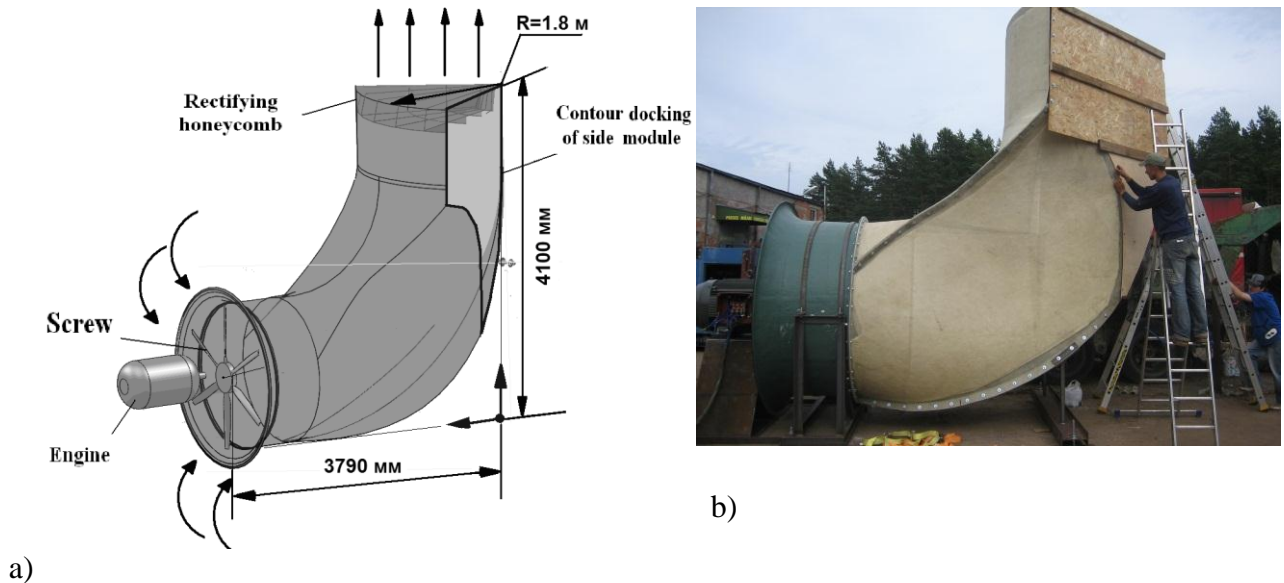 R=1.8 м
Rectifying
honeycomb
Contour docking
of side module
4100 мм
Screw
Engine
3790 мм
b)
a)